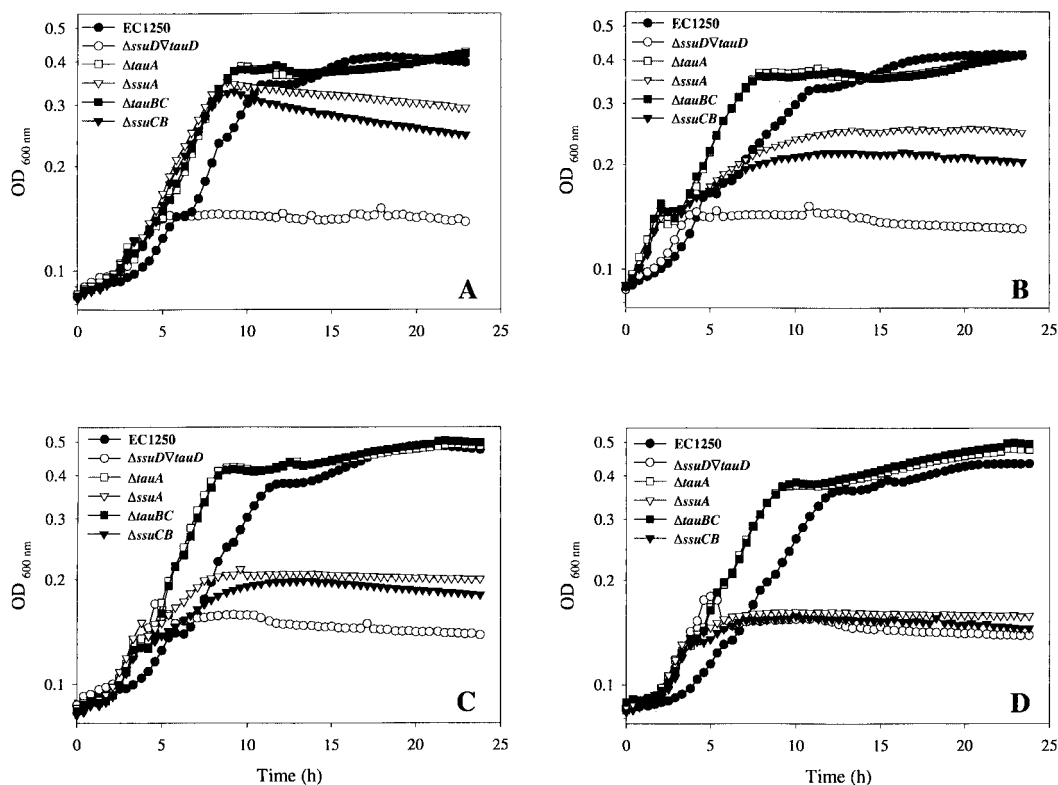 EC1250
ΔssuD∇tauD
ΔtauA
ΔssuA
ΔtauBC
ΔssuCB
OD 600 nm
0.5
0.4
0.3
0.2
0.1
0 5 10 15 20 25
A
EC1250
ΔssuD∇tauD
ΔtauA
ΔssuA
ΔtauBC
ΔssuCB
OD 600 nm
0.5
0.4
0.3
0.2
0.1
0 5 10 15 20 25
B
EC1250
ΔssuD∇tauD
ΔtauA
ΔssuA
ΔtauBC
ΔssuCB
OD 600 nm
0.5
0.4
0.3
0.2
0.1
0 5 10 15 20 25
Time (h)
C
EC1250
ΔssuD∇tauD
ΔtauA
ΔssuA
ΔtauBC
ΔssuCB
OD 600 nm
0.5
0.4
0.3
0.2
0.1
0 5 10 15 20 25
Time (h)
D